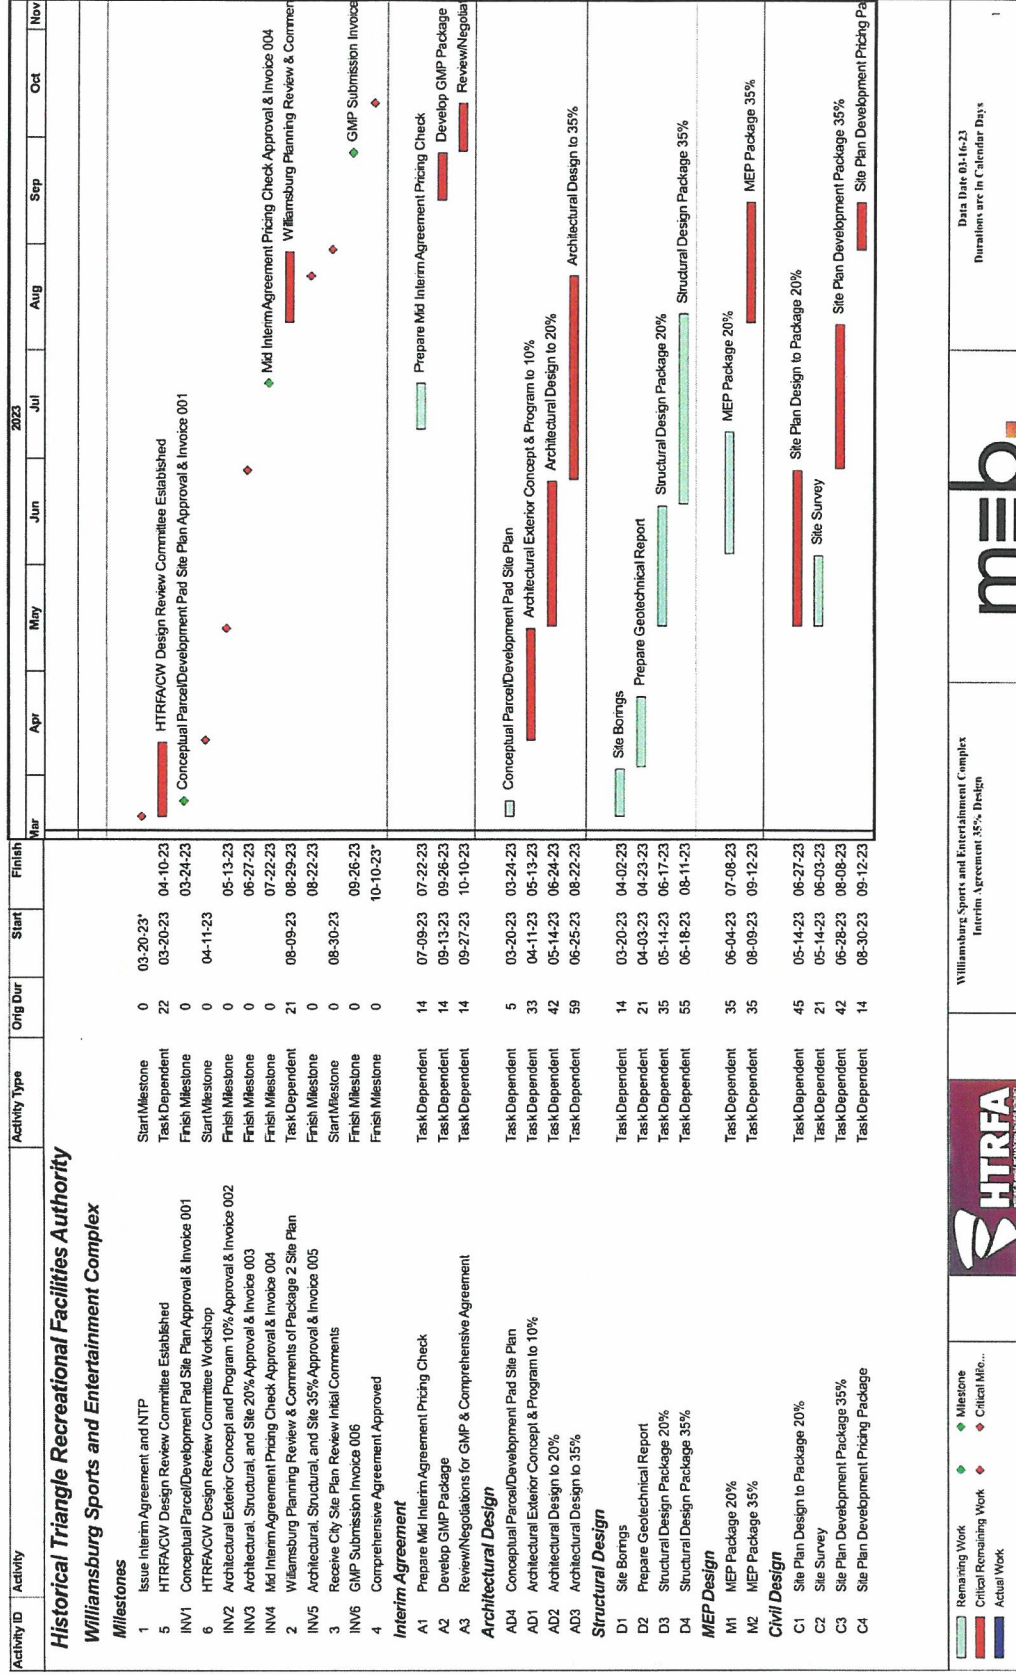 Activity ID Activity Activity Type Orig Dur Start Finish 2023
Mar Apr May Jun Jul Aug Sep Oct Nov
Historical Triangle Recreational Facilities Authority
Williamsburg Sports and Entertainment Complex
Milestones
1 Issue Interim Agreement and NTP Start Milestone 0 03-20-23*
5 HTRFA/CW Design Review Committee Established Task Dependent 22 03-20-23 04-10-23 HTRFA/CW Design Review Committee Established
INV1 Conceptual Parcel/Development Pad Site Plan Approval & Invoice 001 Finish Milestone 0 03-24-23 Conceptual Parcel/Development Pad Site Plan Approval & Invoice 001
6 HTRFA/CW Design Review Committee Workshop Start Milestone 0 04-11-23
INV2 Architectural Exterior Concept and Program 10% Approval & Invoice 002 Finish Milestone 0 05-13-23
INV3 Architectural, Structural, and Site 20% Approval & Invoice 003 Finish Milestone 0 06-27-23
INV4 Mid Interim Agreement Pricing Check Approval & Invoice 004 Finish Milestone 0 07-22-23 Mid Interim Agreement Pricing Check Approval & Invoice 004
2 Williamsburg Planning Review & Comments of Package 2 Site Plan Task Dependent 21 08-09-23 08-29-23 Williamsburg Planning Review & Commen
INV5 Architectural, Structural, and Site 35% Approval & Invoice 005 Finish Milestone 0 08-22-23
3 Receive City Site Plan Review Initial Comments Start Milestone 0 08-30-23
INV6 GMP Submission Invoice 006 Finish Milestone 0 09-26-23 GMP Submission Invoice
4 Comprehensive Agreement Approved Finish Milestone 0 10-10-23*
Interim Agreement
A1 Prepare Mid Interim Agreement Pricing Check Task Dependent 14 07-09-23 07-22-23 Prepare Mid Interim Agreement Pricing Check
A2 Develop GMP Package Task Dependent 14 09-13-23 09-26-23 Develop GMP Package
A3 Review/Negotiations for GMP & Comprehensive Agreement Task Dependent 14 09-27-23 10-10-23 Review/Negotia
Architectural Design
AD4 Conceptual Parcel/Development Pad Site Plan Task Dependent 5 03-20-23 03-24-23 Conceptual Parcel/Development Pad Site Plan
AD1 Architectural Exterior Concept & Program to 10% Task Dependent 33 04-11-23 05-13-23 Architectural Exterior Concept & Program to 10%
AD2 Architectural Design to 20% Task Dependent 42 05-14-23 06-24-23 Architectural Design to 20%
AD3 Architectural Design to 35% Task Dependent 59 06-25-23 08-22-23 Architectural Design to 35%
Structural Design
D1 Site Borings Task Dependent 14 03-20-23 04-02-23 Site Borings
D2 Prepare Geotechnical Report Task Dependent 21 04-03-23 04-23-23 Prepare Geotechnical Report
D3 Structural Design Package 20% Task Dependent 35 05-14-23 06-17-23 Structural Design Package 20%
D4 Structural Design Package 35% Task Dependent 55 06-18-23 08-11-23 Structural Design Package 35%
MEP Design
M1 MEP Package 20% Task Dependent 35 06-04-23 07-08-23 MEP Package 20%
M2 MEP Package 35% Task Dependent 35 08-09-23 09-12-23 MEP Package 35%
Civil Design
C1 Site Plan Design to Package 20% Task Dependent 45 05-14-23 06-27-23 Site Plan Design to Package 20%
C2 Site Survey Task Dependent 21 05-14-23 06-03-23 Site Survey
C3 Site Plan Development Package 35% Task Dependent 42 06-28-23 08-08-23 Site Plan Development Package 35%
C4 Site Plan Development Pricing Package Task Dependent 14 08-30-23 09-12-23 Site Plan Development Pricing Pa
Remaining Work Milestone
Critical Remaining Work Critical Mile...
Actual Work
HTRFA
Williamsburg Sports and Entertainment Complex
Interim Agreement 35% Design
meb
Data Date 03-16-23
Durations are in Calendar Days
1